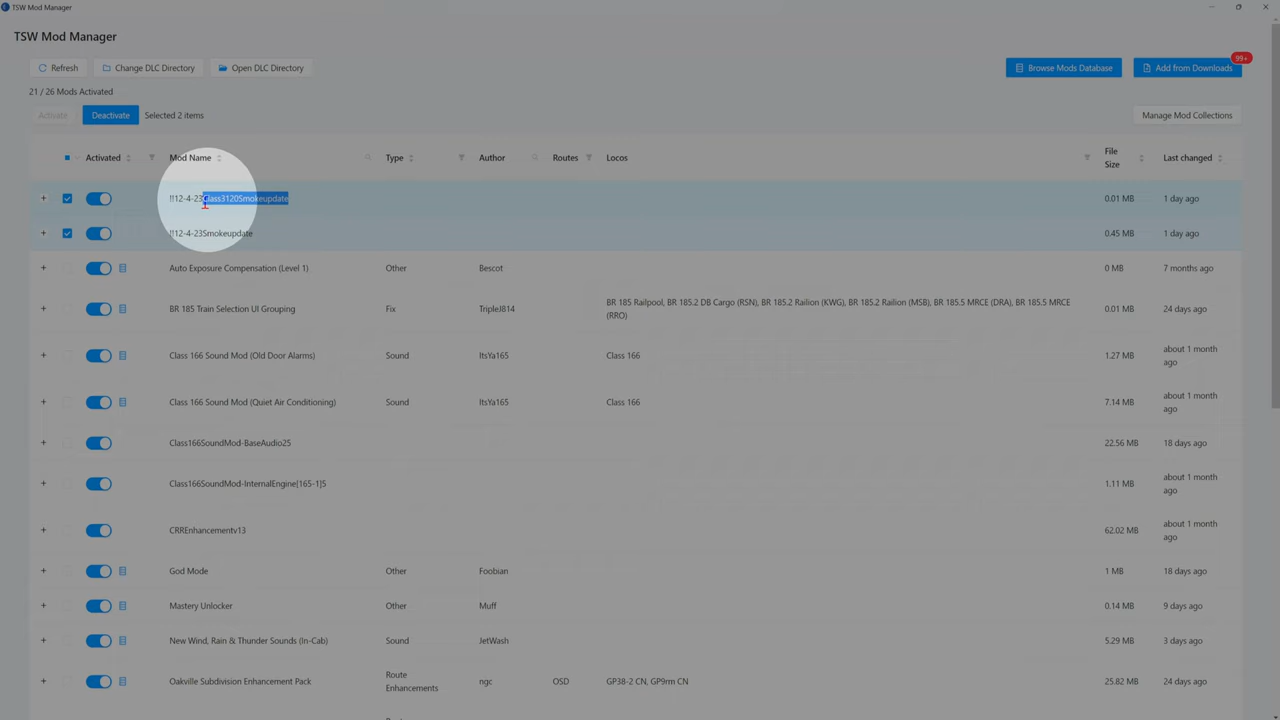 TSW Mod Manager
TSW Mod Manager
Refresh
Change DLC Directory
Open DLC Directory
Browse Mods Database
Add from Downloads
99+
21 / 26 Mods Activated
Activate
Deactivate
Selected 2 items
Manage Mod Collections
Activated
Mod Name
Type
Author
Routes
Locos
File
Size
Last changed
+ !!12-4-23Class3120Smokeupdate 0.01 MB 1 day ago
+ !!12-4-23Smokeupdate 0.45 MB 1 day ago
+ Auto Exposure Compensation (Level 1) Other Bescot 0 MB 7 months ago
+ BR 185 Train Selection UI Grouping Fix TripleJ814 BR 185 Railpool, BR 185.2 DB Cargo (RSN), BR 185.2 Railion (KWG), BR 185.2 Railion (MSB), BR 185.5 MRCE (DRA), BR 185.5 MRCE 0.01 MB 24 days ago
(RRO)
+ Class 166 Sound Mod (Old Door Alarms) Sound ItsYa165 Class 166 1.27 MB about 1 month
ago
+ Class 166 Sound Mod (Quiet Air Conditioning) Sound ItsYa165 Class 166 7.14 MB about 1 month
ago
+ Class166SoundMod-BaseAudio25 22.56 MB 18 days ago
+ Class166SoundMod-InternalEngine[165-1]5 1.11 MB about 1 month
ago
+ CRREnhancementv13 62.02 MB about 1 month
ago
+ God Mode Other Foobian 1 MB 18 days ago
+ Mastery Unlocker Other Muff 0.14 MB 9 days ago
+ New Wind, Rain & Thunder Sounds (In-Cab) Sound JetWash 5.29 MB 3 days ago
+ Oakville Subdivision Enhancement Pack Route
Enhancements ngc OSD GP38-2 CN, GP9rm CN 25.82 MB 24 days ago